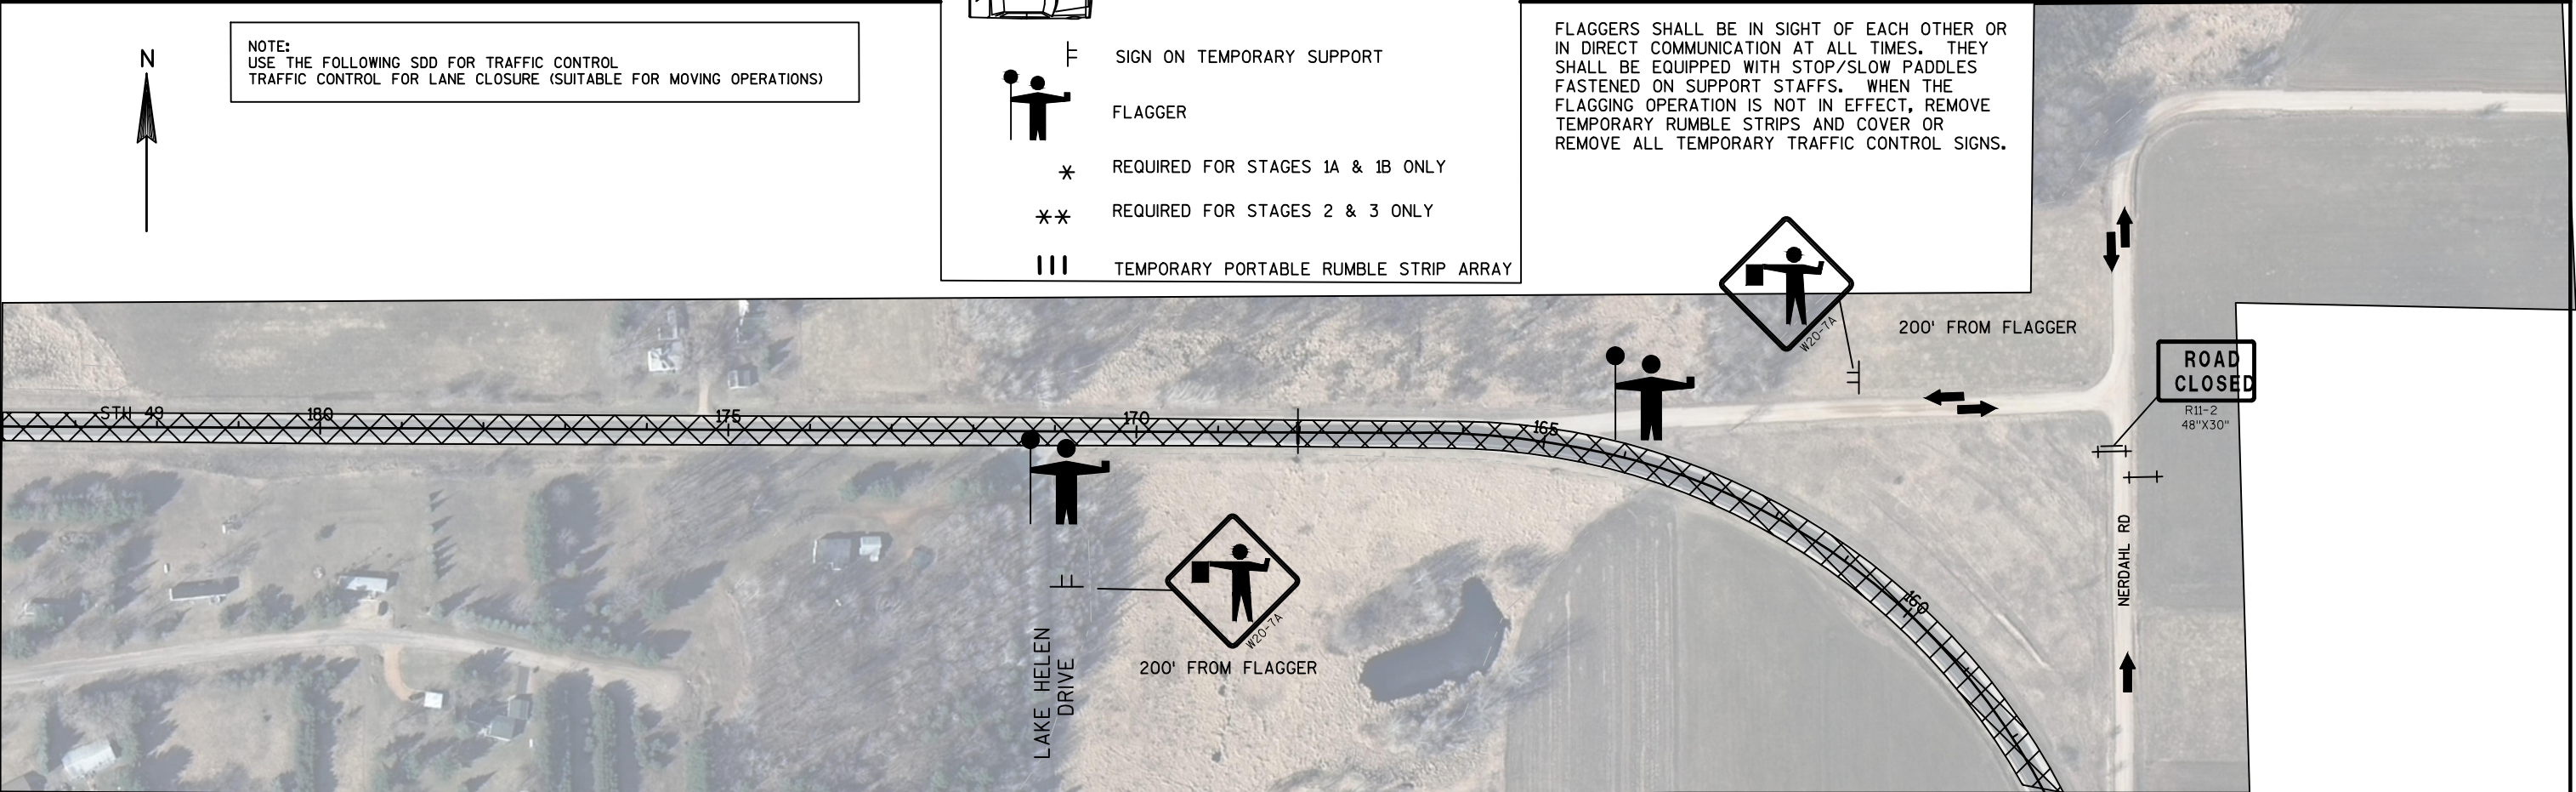 N
NOTE:
USE THE FOLLOWING SDD FOR TRAFFIC CONTROL
TRAFFIC CONTROL FOR LANE CLOSURE (SUITABLE FOR MOVING OPERATIONS)
SIGN ON TEMPORARY SUPPORT
FLAGGER
* REQUIRED FOR STAGES 1A & 1B ONLY
** REQUIRED FOR STAGES 2 & 3 ONLY
TEMPORARY PORTABLE RUMBLE STRIP ARRAY
FLAGGERS SHALL BE IN SIGHT OF EACH OTHER OR
IN DIRECT COMMUNICATION AT ALL TIMES. THEY
SHALL BE EQUIPPED WITH STOP/SLOW PADDLES
FASTENED ON SUPPORT STAFFS. WHEN THE
FLAGGING OPERATION IS NOT IN EFFECT, REMOVE
TEMPORARY RUMBLE STRIPS AND COVER OR
REMOVE ALL TEMPORARY TRAFFIC CONTROL SIGNS.
W20-7A
200' FROM FLAGGER
ROAD
CLOSED
R11-2
48"X30"
STH 49
180
175
170
165
160
NERDAHL RD
W20-7A
200' FROM FLAGGER
LAKE HELEN
DRIVE